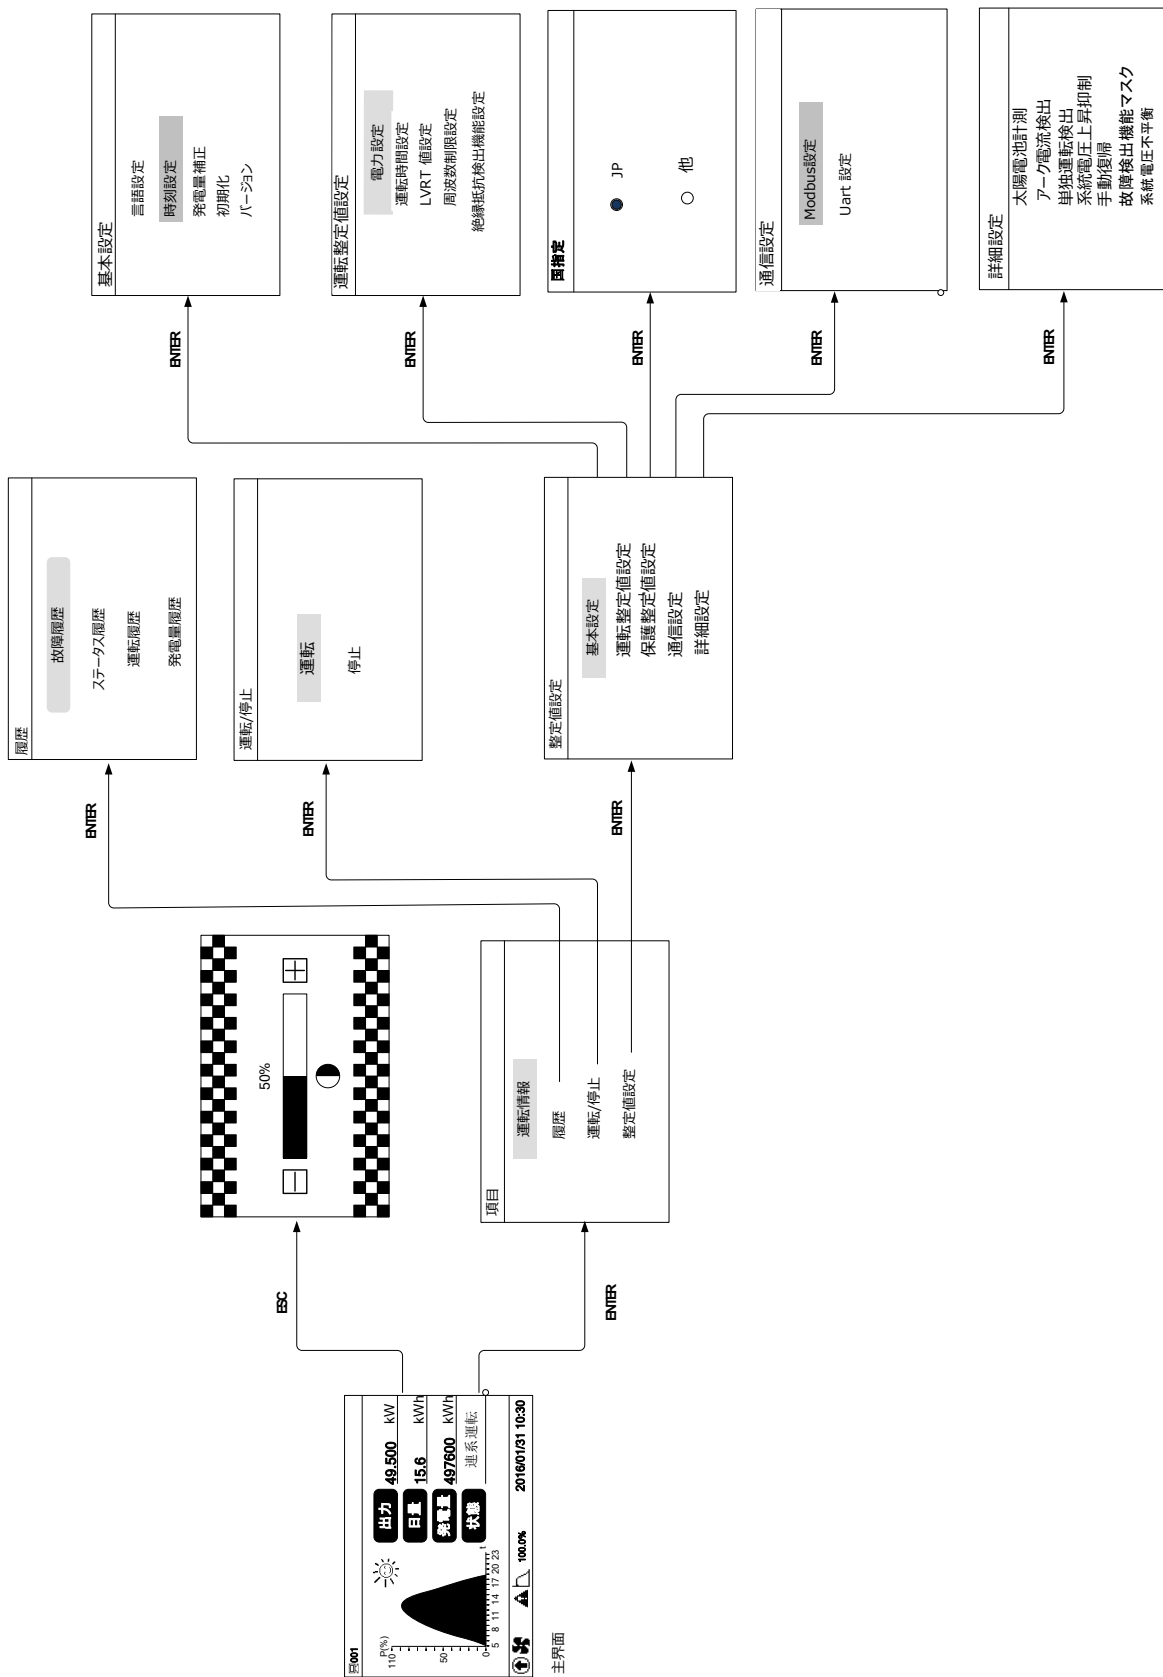 号001
P(%)
110
50
0
5 8 11 14 17 20 23
t
出力 49.500 kW
日量 15.6 kWh
発電量 497600 kWh
状態 連系運転
100.0% 2016/01/31 10:30
主界面
ESC
ENTER
50%
項目
運転情報
履歴
運転/停止
整定値設定
ENTER
ENTER
ENTER
履歴
故障履歴
ステータス履歴
運転履歴
発電量履歴
運転/停止
運転
停止
整定値設定
基本設定
運転整定値設定
保護整定値設定
通信設定
詳細設定
ENTER
ENTER
ENTER
ENTER
ENTER
基本設定
言語設定
時刻設定
発電量補正
初期化
バージョン
運転整定値設定
電力設定
運転時間設定
LVRT 値設定
周波数制限設定
絶縁抵抗検出機能設定
国指定
JP
他
通信設定
Modbus設定
Uart 設定
詳細設定
太陽電池計測
アーク電流検出
単独運転検出
系統電圧上昇抑制
手動復帰
故障検出機能マスク
系統電圧不平衡